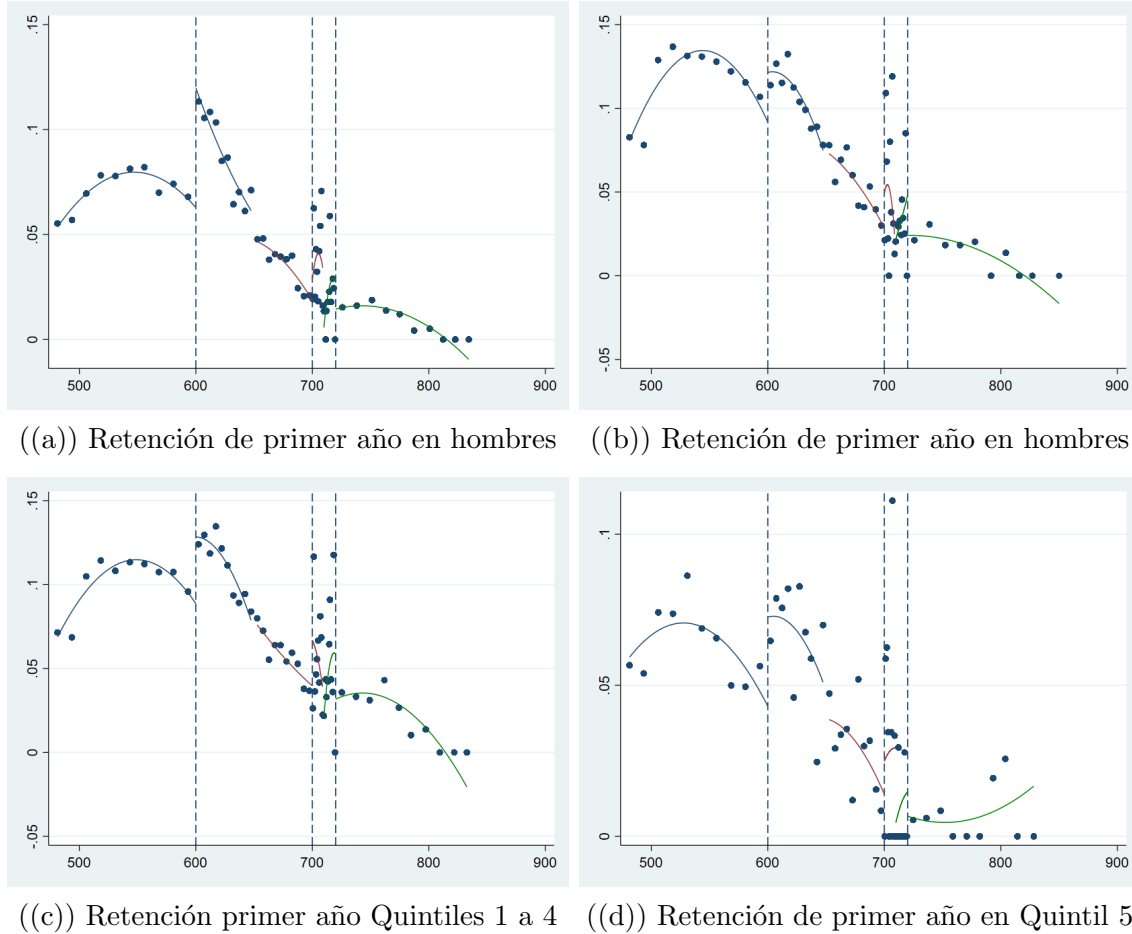 .15
.1
.05
0
500 600 700 800 900
((a)) Retención de primer año en hombres
.15
.1
.05
0
-.05
500 600 700 800 900
((b)) Retención de primer año en hombres
.15
.1
.05
0
-.05
500 600 700 800 900
((c)) Retención primer año Quintiles 1 a 4
.1
.05
0
500 600 700 800 900
((d)) Retención de primer año en Quintil 5